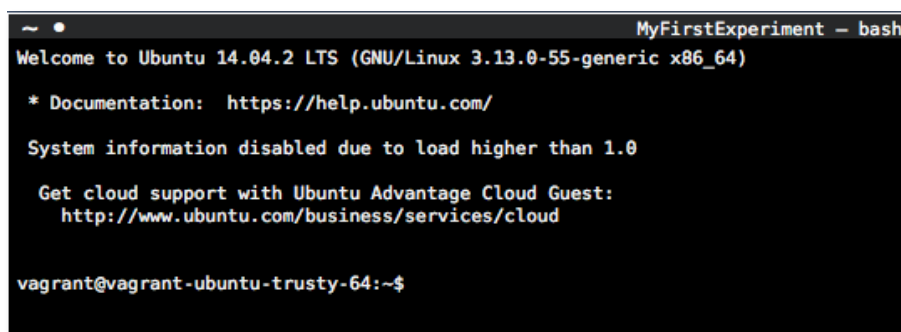 ~ • MyFirstExperiment — bash
Welcome to Ubuntu 14.04.2 LTS (GNU/Linux 3.13.0-55-generic x86_64)
* Documentation: https://help.ubuntu.com/
System information disabled due to load higher than 1.0
Get cloud support with Ubuntu Advantage Cloud Guest:
http://www.ubuntu.com/business/services/cloud
vagrant@vagrant-ubuntu-trusty-64:~$